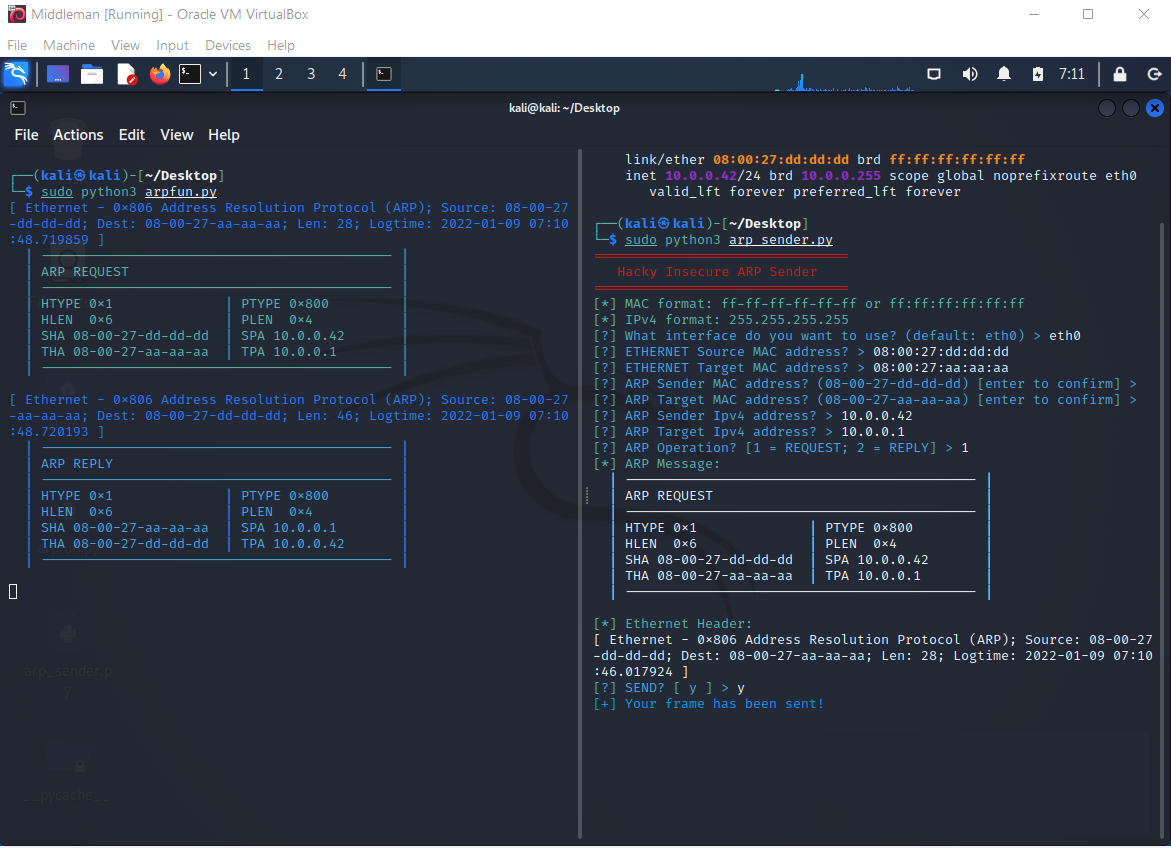 Middleman [Running] - Oracle VM VirtualBox
File Machine View Input Devices Help
1 2 3 4 7:11
kali@kali: ~/Desktop
File Actions Edit View Help
(kali㉿kali)-[~/Desktop]
$ sudo python3 arpfun.py
[ Ethernet - 0×806 Address Resolution Protocol (ARP); Source: 08-00-27
-dd-dd-dd; Dest: 08-00-27-aa-aa-aa; Len: 28; Logtime: 2022-01-09 07:10
:48.719859 ]
ARP REQUEST
HTYPE 0×1 | PTYPE 0×800
HLEN 0×6 | PLEN 0×4
SHA 08-00-27-dd-dd-dd | SPA 10.0.0.42
THA 08-00-27-aa-aa-aa | TPA 10.0.0.1
[ Ethernet - 0×806 Address Resolution Protocol (ARP); Source: 08-00-27
-aa-aa-aa; Dest: 08-00-27-dd-dd-dd; Len: 46; Logtime: 2022-01-09 07:10
:48.720193 ]
ARP REPLY
HTYPE 0×1 | PTYPE 0×800
HLEN 0×6 | PLEN 0×4
SHA 08-00-27-aa-aa-aa | SPA 10.0.0.1
THA 08-00-27-dd-dd-dd | TPA 10.0.0.42
arp_sender.p
y
__pycache__
link/ether 08:00:27:dd:dd:dd brd ff:ff:ff:ff:ff:ff
inet 10.0.0.42/24 brd 10.0.0.255 scope global noprefixroute eth0
valid_lft forever preferred_lft forever
(kali㉿kali)-[~/Desktop]
$ sudo python3 arp_sender.py
Hacky Insecure ARP Sender
[*] MAC format: ff-ff-ff-ff-ff-ff or ff:ff:ff:ff:ff:ff
[*] IPv4 format: 255.255.255.255
[?] What interface do you want to use? (default: eth0) > eth0
[?] ETHERNET Source MAC address? > 08:00:27:dd:dd:dd
[?] ETHERNET Target MAC address? > 08:00:27:aa:aa:aa
[?] ARP Sender MAC address? (08-00-27-dd-dd-dd) [enter to confirm] >
[?] ARP Target MAC address? (08-00-27-aa-aa-aa) [enter to confirm] >
[?] ARP Sender Ipv4 address? > 10.0.0.42
[?] ARP Target Ipv4 address? > 10.0.0.1
[?] ARP Operation? [1 = REQUEST; 2 = REPLY] > 1
[*] ARP Message:
ARP REQUEST
HTYPE 0×1 | PTYPE 0×800
HLEN 0×6 | PLEN 0×4
SHA 08-00-27-dd-dd-dd | SPA 10.0.0.42
THA 08-00-27-aa-aa-aa | TPA 10.0.0.1
[*] Ethernet Header:
[ Ethernet - 0×806 Address Resolution Protocol (ARP); Source: 08-00-27
-dd-dd-dd; Dest: 08-00-27-aa-aa-aa; Len: 28; Logtime: 2022-01-09 07:10
:46.017924 ]
[?] SEND? [ y ] > y
[+] Your frame has been sent!